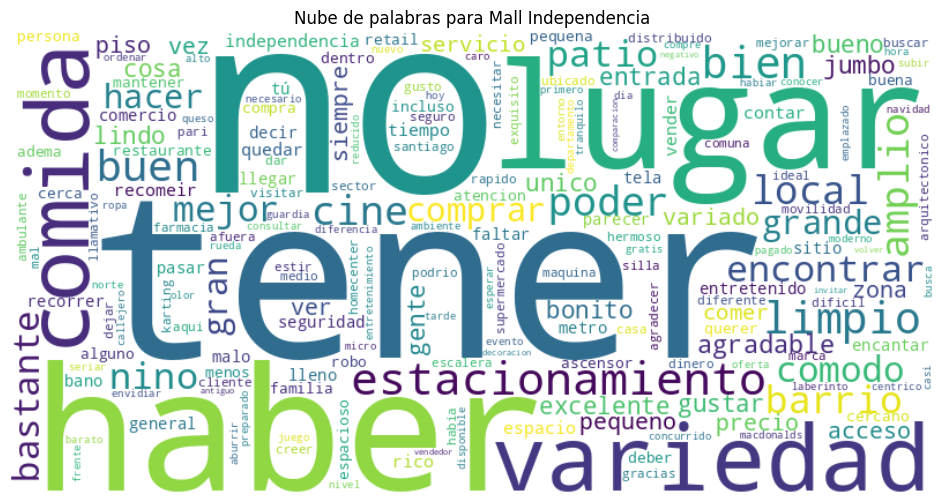 Nube de palabras para Mall Independencia
persona
piso
vez
independencia
retail
servicio
pequena
patio
distribuido
bien
mejorar
bueno
buscar
ordenar
alto
nuevo
caro
ubicado
compre
negativo
habiar
conocer
hora
subir
comida
cosa
mantener
hacer
tú
dentro
no
lugar
entrada
jumbo
buena
momento
queso
necesario
compra
siempre
gusto
hoy
incluso
seguro
tiempo
santiago
reducido
necesitar
exquisito
primero
departamento
entorno
tranquilo
comparacion
dia
vender
contar
comuna
navidad
emplazado
comercio
pari
lindo
decir
adema
restaurante
quedar
buen
dar
llegar
cerca
recomeir
visitar
sector
rapido
unico
tela
local
ideal
movilidad
amplio
arquitectonico
ambulante
mal
llamativo
ropa
mejor
guardia
cine
comprar
atencion
poder
parecer
variado
grande
farmacia
consultar
diferencia
ambiente
faltar
hermoso
gratis
sitio
pagado
moderno
volver
afuera
rueda
tener
pasar
gran
estir
medio
homecenter
entretenimiento
podrio
esperar
supermercado
maquina
silla
encontrar
entretenido
zona
norte
karting
olor
recorrer
ver
gente
bonito
agradecer
diferente
dificil
invitar
busca
dejar
callejero
aqui
seguridad
micro
tarde
evento
metro
casa
comer
querer
limpio
bastante
alguno
malo
robo
decoracion
escalera
ascensor
dinero
agradable
marca
oferta
encantar
seriar
bano
nino
menos
lleno
estacionamiento
laberinto
comodo
centrico
casi
envidiar
cliente
antiguo
familia
excelente
gustar
barrio
cercano
general
haber
espacioso
habia
disponible
pequeno
espacio
precio
acceso
barato
frente
aburrir
preparado
juego
creer
nivel
rico
vendedor
variedad
deber
gracias
concurrido
macdonalds